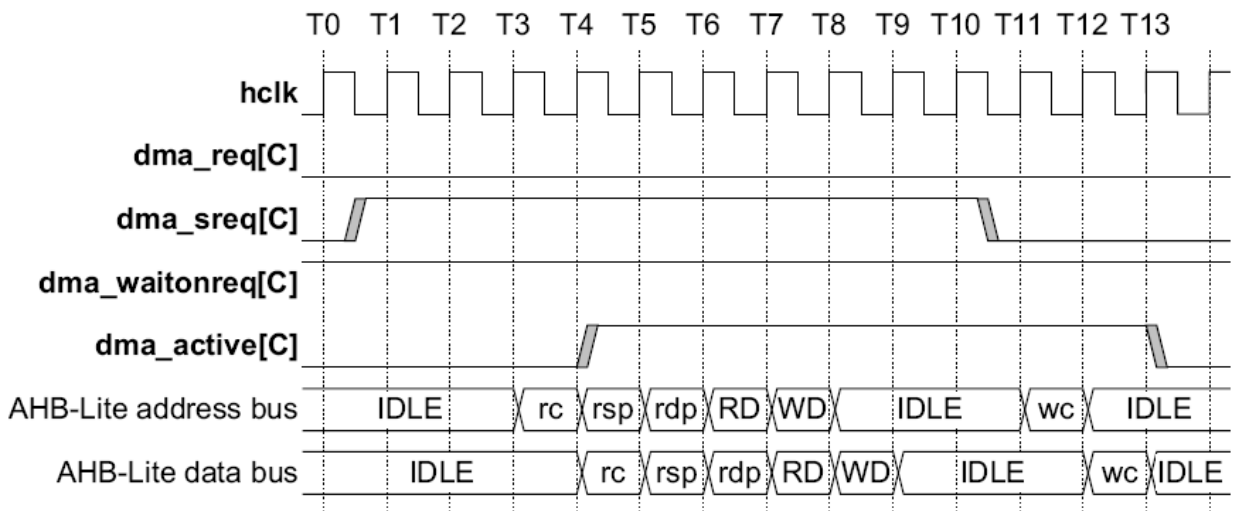 T0 T1 T2 T3 T4 T5 T6 T7 T8 T9 T10 T11 T12 T13
hclk
dma_req[C]
dma_sreq[C]
dma_waitonreq[C]
dma_active[C]
AHB-Lite address bus IDLE rc rsp rdp RD WD IDLE wc IDLE
AHB-Lite data bus IDLE rc rsp rdp RD WD IDLE wc IDLE